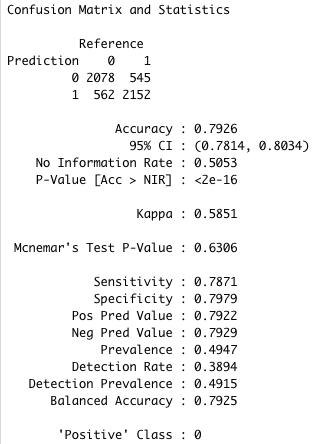 Confusion Matrix and Statistics
Reference
Prediction 0 1
0 2078 545
1 562 2152
Accuracy : 0.7926
95% CI : (0.7814, 0.8034)
No Information Rate : 0.5053
P-Value [Acc > NIR] : <2e-16
Kappa : 0.5851
Mcnemar's Test P-Value : 0.6306
Sensitivity : 0.7871
Specificity : 0.7979
Pos Pred Value : 0.7922
Neg Pred Value : 0.7929
Prevalence : 0.4947
Detection Rate : 0.3894
Detection Prevalence : 0.4915
Balanced Accuracy : 0.7925
'Positive' Class : 0